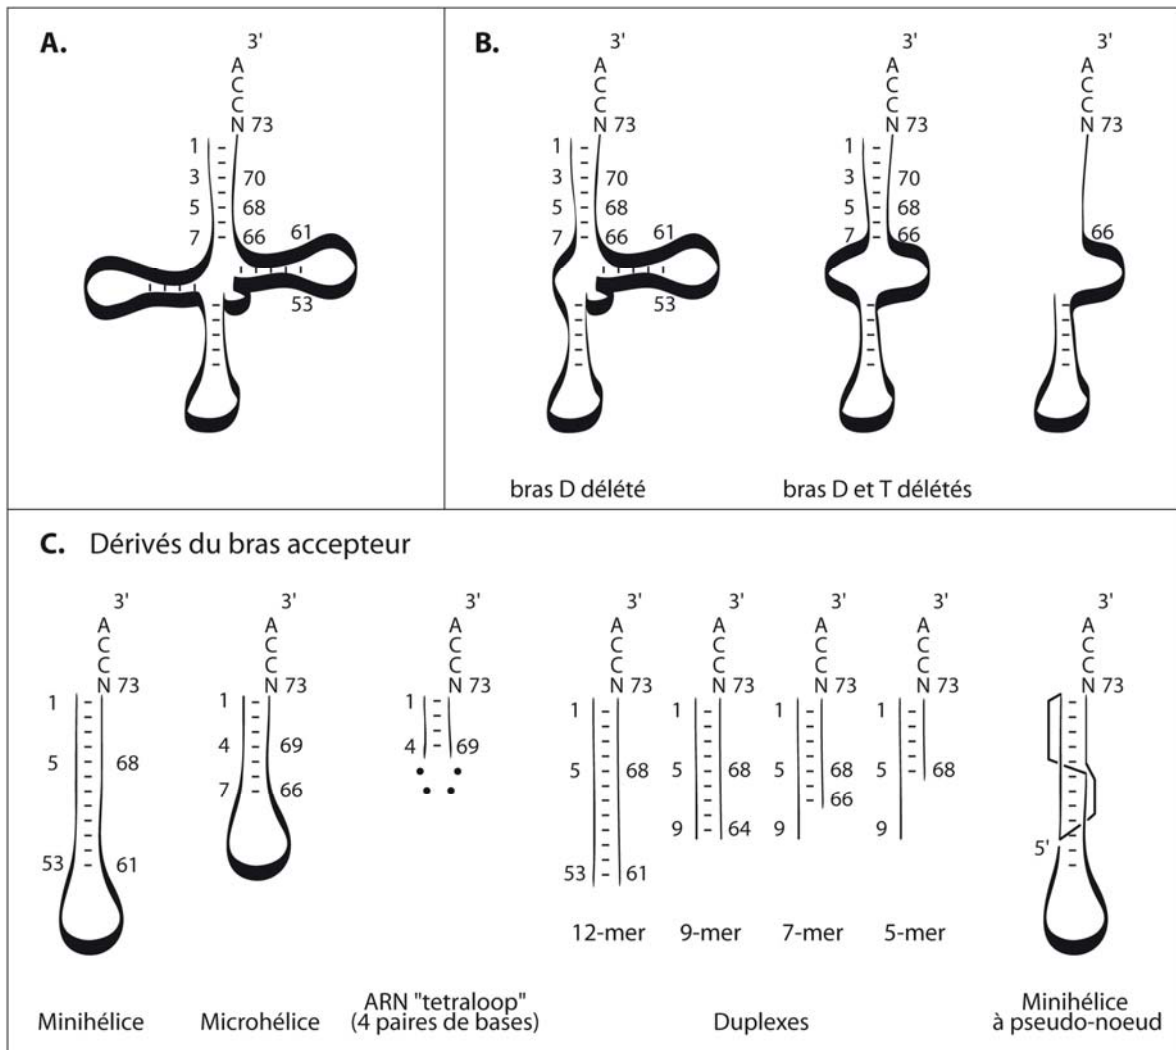 A.
3'
A
C
C
N 73
1
3 70
5 68
7 66 61
53
B.
3'
A
C
C
N 73
1
3 70
5 68
7 66 61
53
bras D délété
3'
A
C
C
N 73
1
3 70
5 68
7 66
bras D et T délétés
3'
A
C
C
N 73
66
C. Dérivés du bras accepteur
3'
A
C
C
N 73
1
5 68
53 61
Minihélice
3'
A
C
C
N 73
1
4 69
7 66
Microhélice
3'
A
C
C
N 73
1
4 69
ARN "tetraloop"
(4 paires de bases)
3'
A
C
C
N 73
1
5 68
9
53 61
12-mer
3'
A
C
C
N 73
1
5 68
9 64
9-mer
3'
A
C
C
N 73
1
5 68
66
9
7-mer
3'
A
C
C
N 73
1
5 68
9
5-mer
Duplexes
3'
A
C
C
N 73
5'
Minihélice
à pseudo-noeud